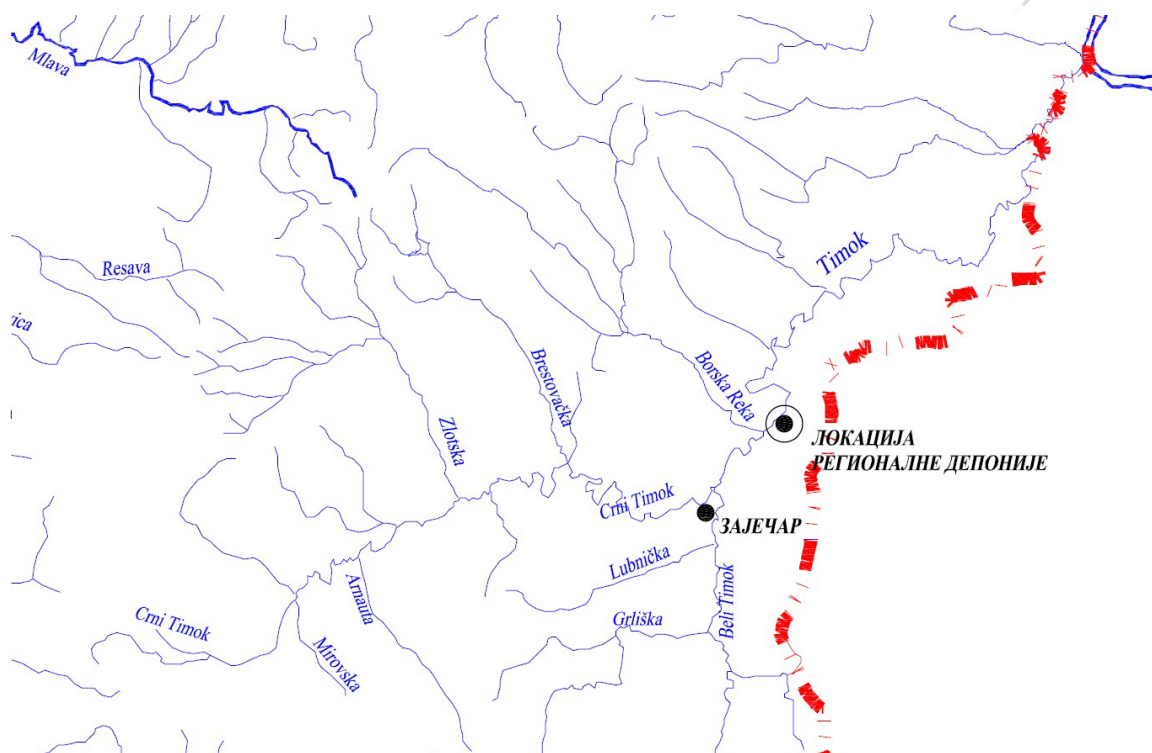 Mlava
Timok
Resava
vica
Borska Reka
Brestovačka
Zlotska
ЛОКАЦИЈА
РЕГИОНАЛНЕ ДЕПОНИЈЕ
Crni Timok
ЗАЈЕЧАР
Lubnička
Arnauta
Beli Timok
Grliška
Crni Timok
Mirovska